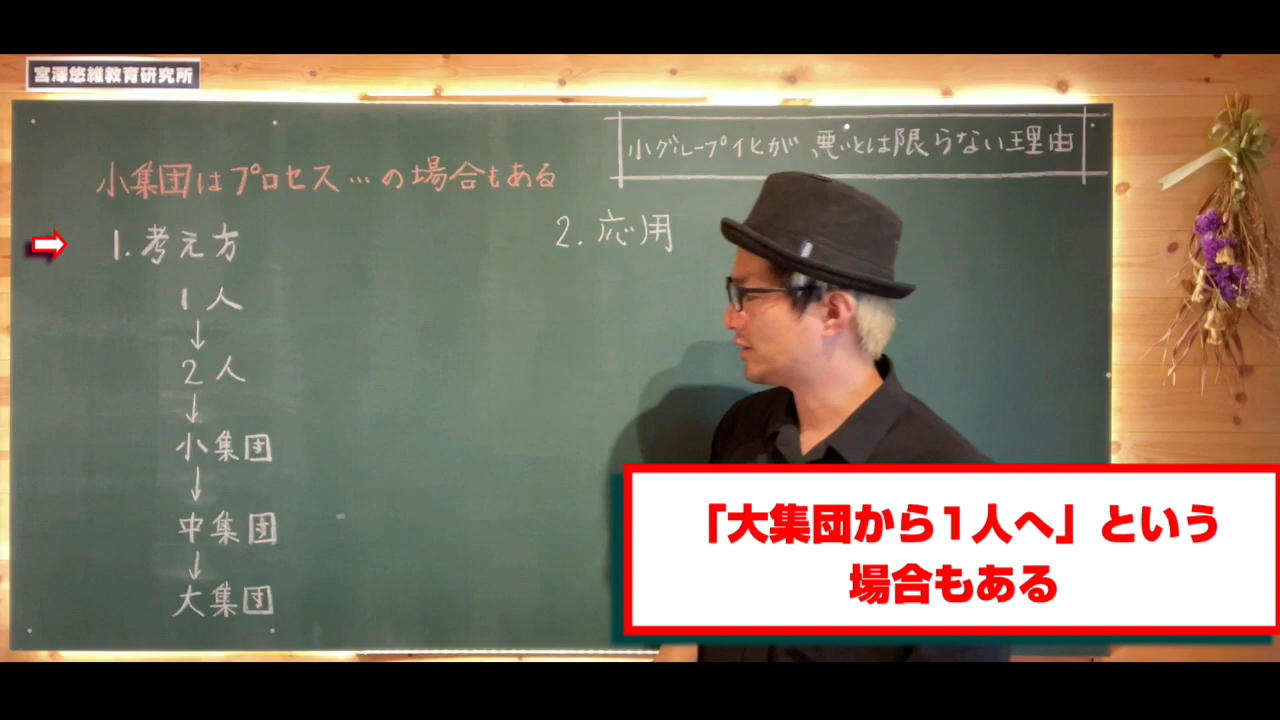 宮澤悠維教育研究所
小グループ化が、悪いとは限らない理由
小集団はプロセス…の場合もある
1. 考え方
1人
↓
2人
↓
小集団
↓
中集団
↓
大集団
2. 応用
「大集団から1人へ」という
場合もある